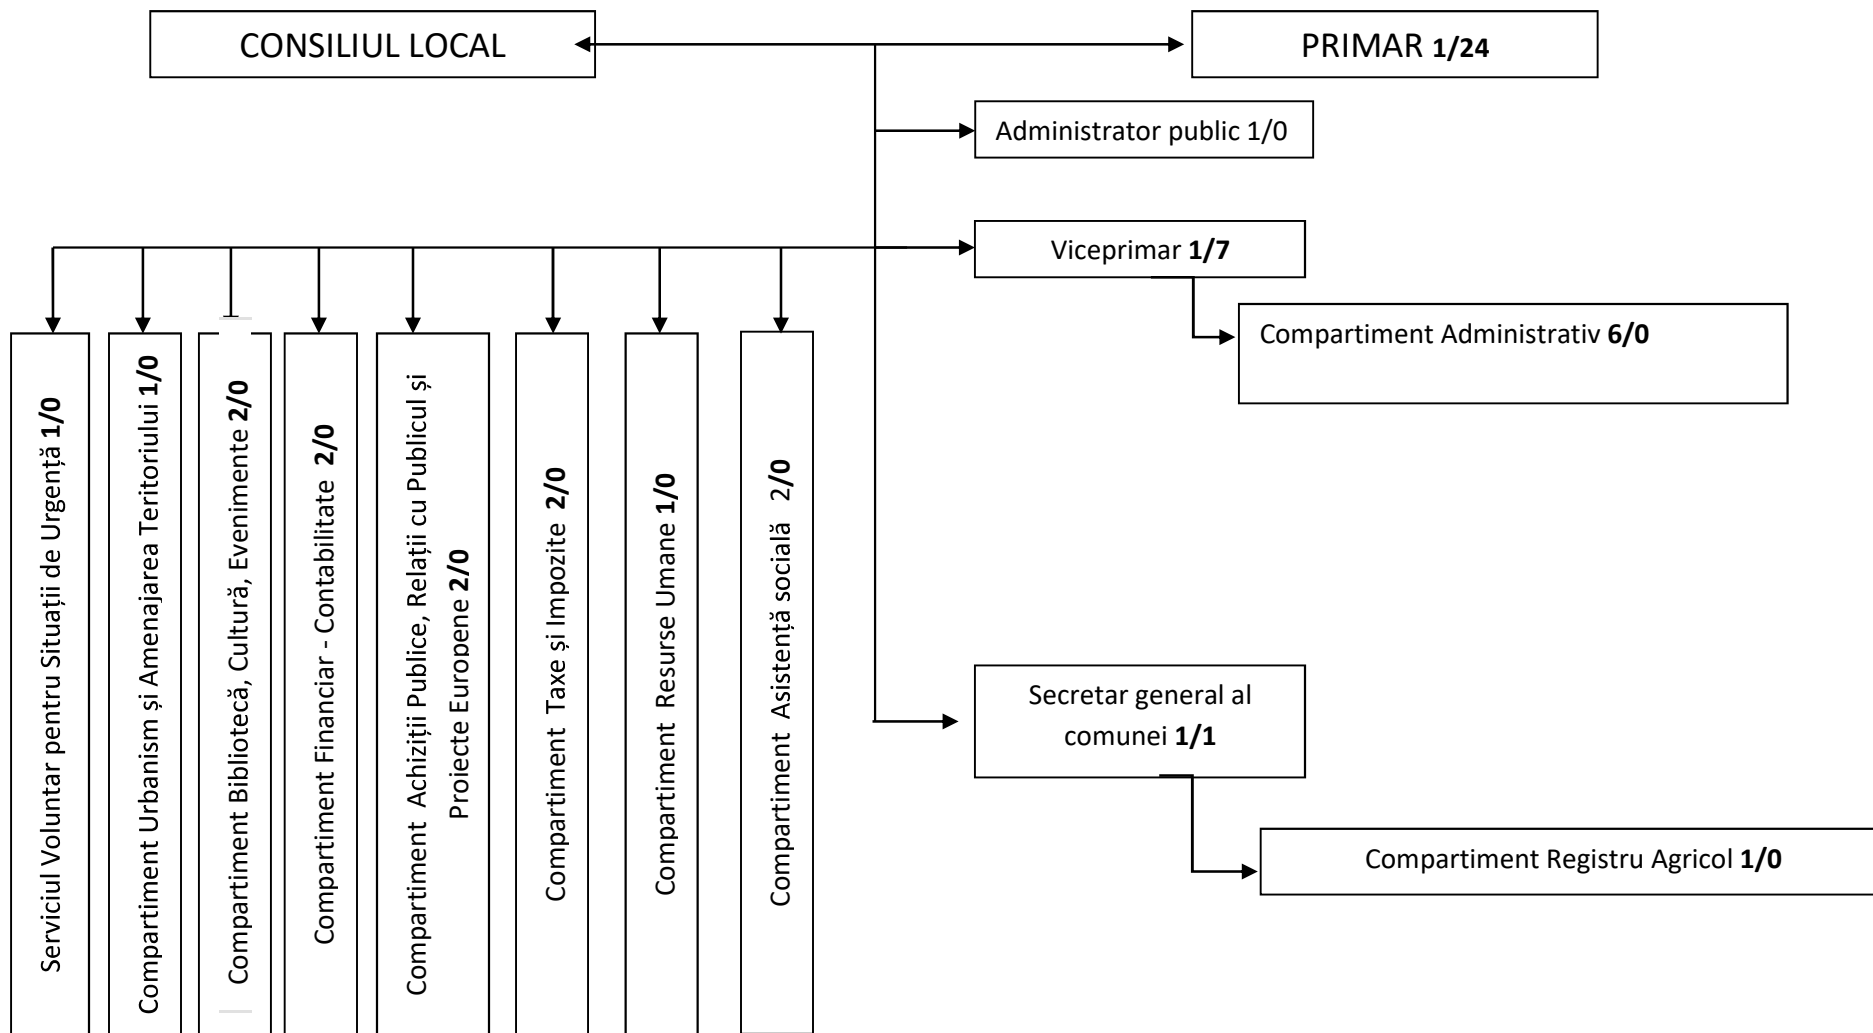 CONSILIUL LOCAL
PRIMAR 1/24
Administrator public 1/0
Viceprimar 1/7
Compartiment Administrativ 6/0
Serviciul Voluntar pentru Situații de Urgență 1/0
Compartiment Urbanism și Amenajarea Teritoriului 1/0
Compartiment Bibliotecă, Cultură, Evenimente 2/0
Compartiment Financiar - Contabilitate 2/0
Compartiment Achiziții Publice, Relații cu Publicul și
Proiecte Europene 2/0
Compartiment Taxe și Impozite 2/0
Compartiment Resurse Umane 1/0
Compartiment Asistență socială 2/0
Secretar general al
comunei 1/1
Compartiment Registru Agricol 1/0